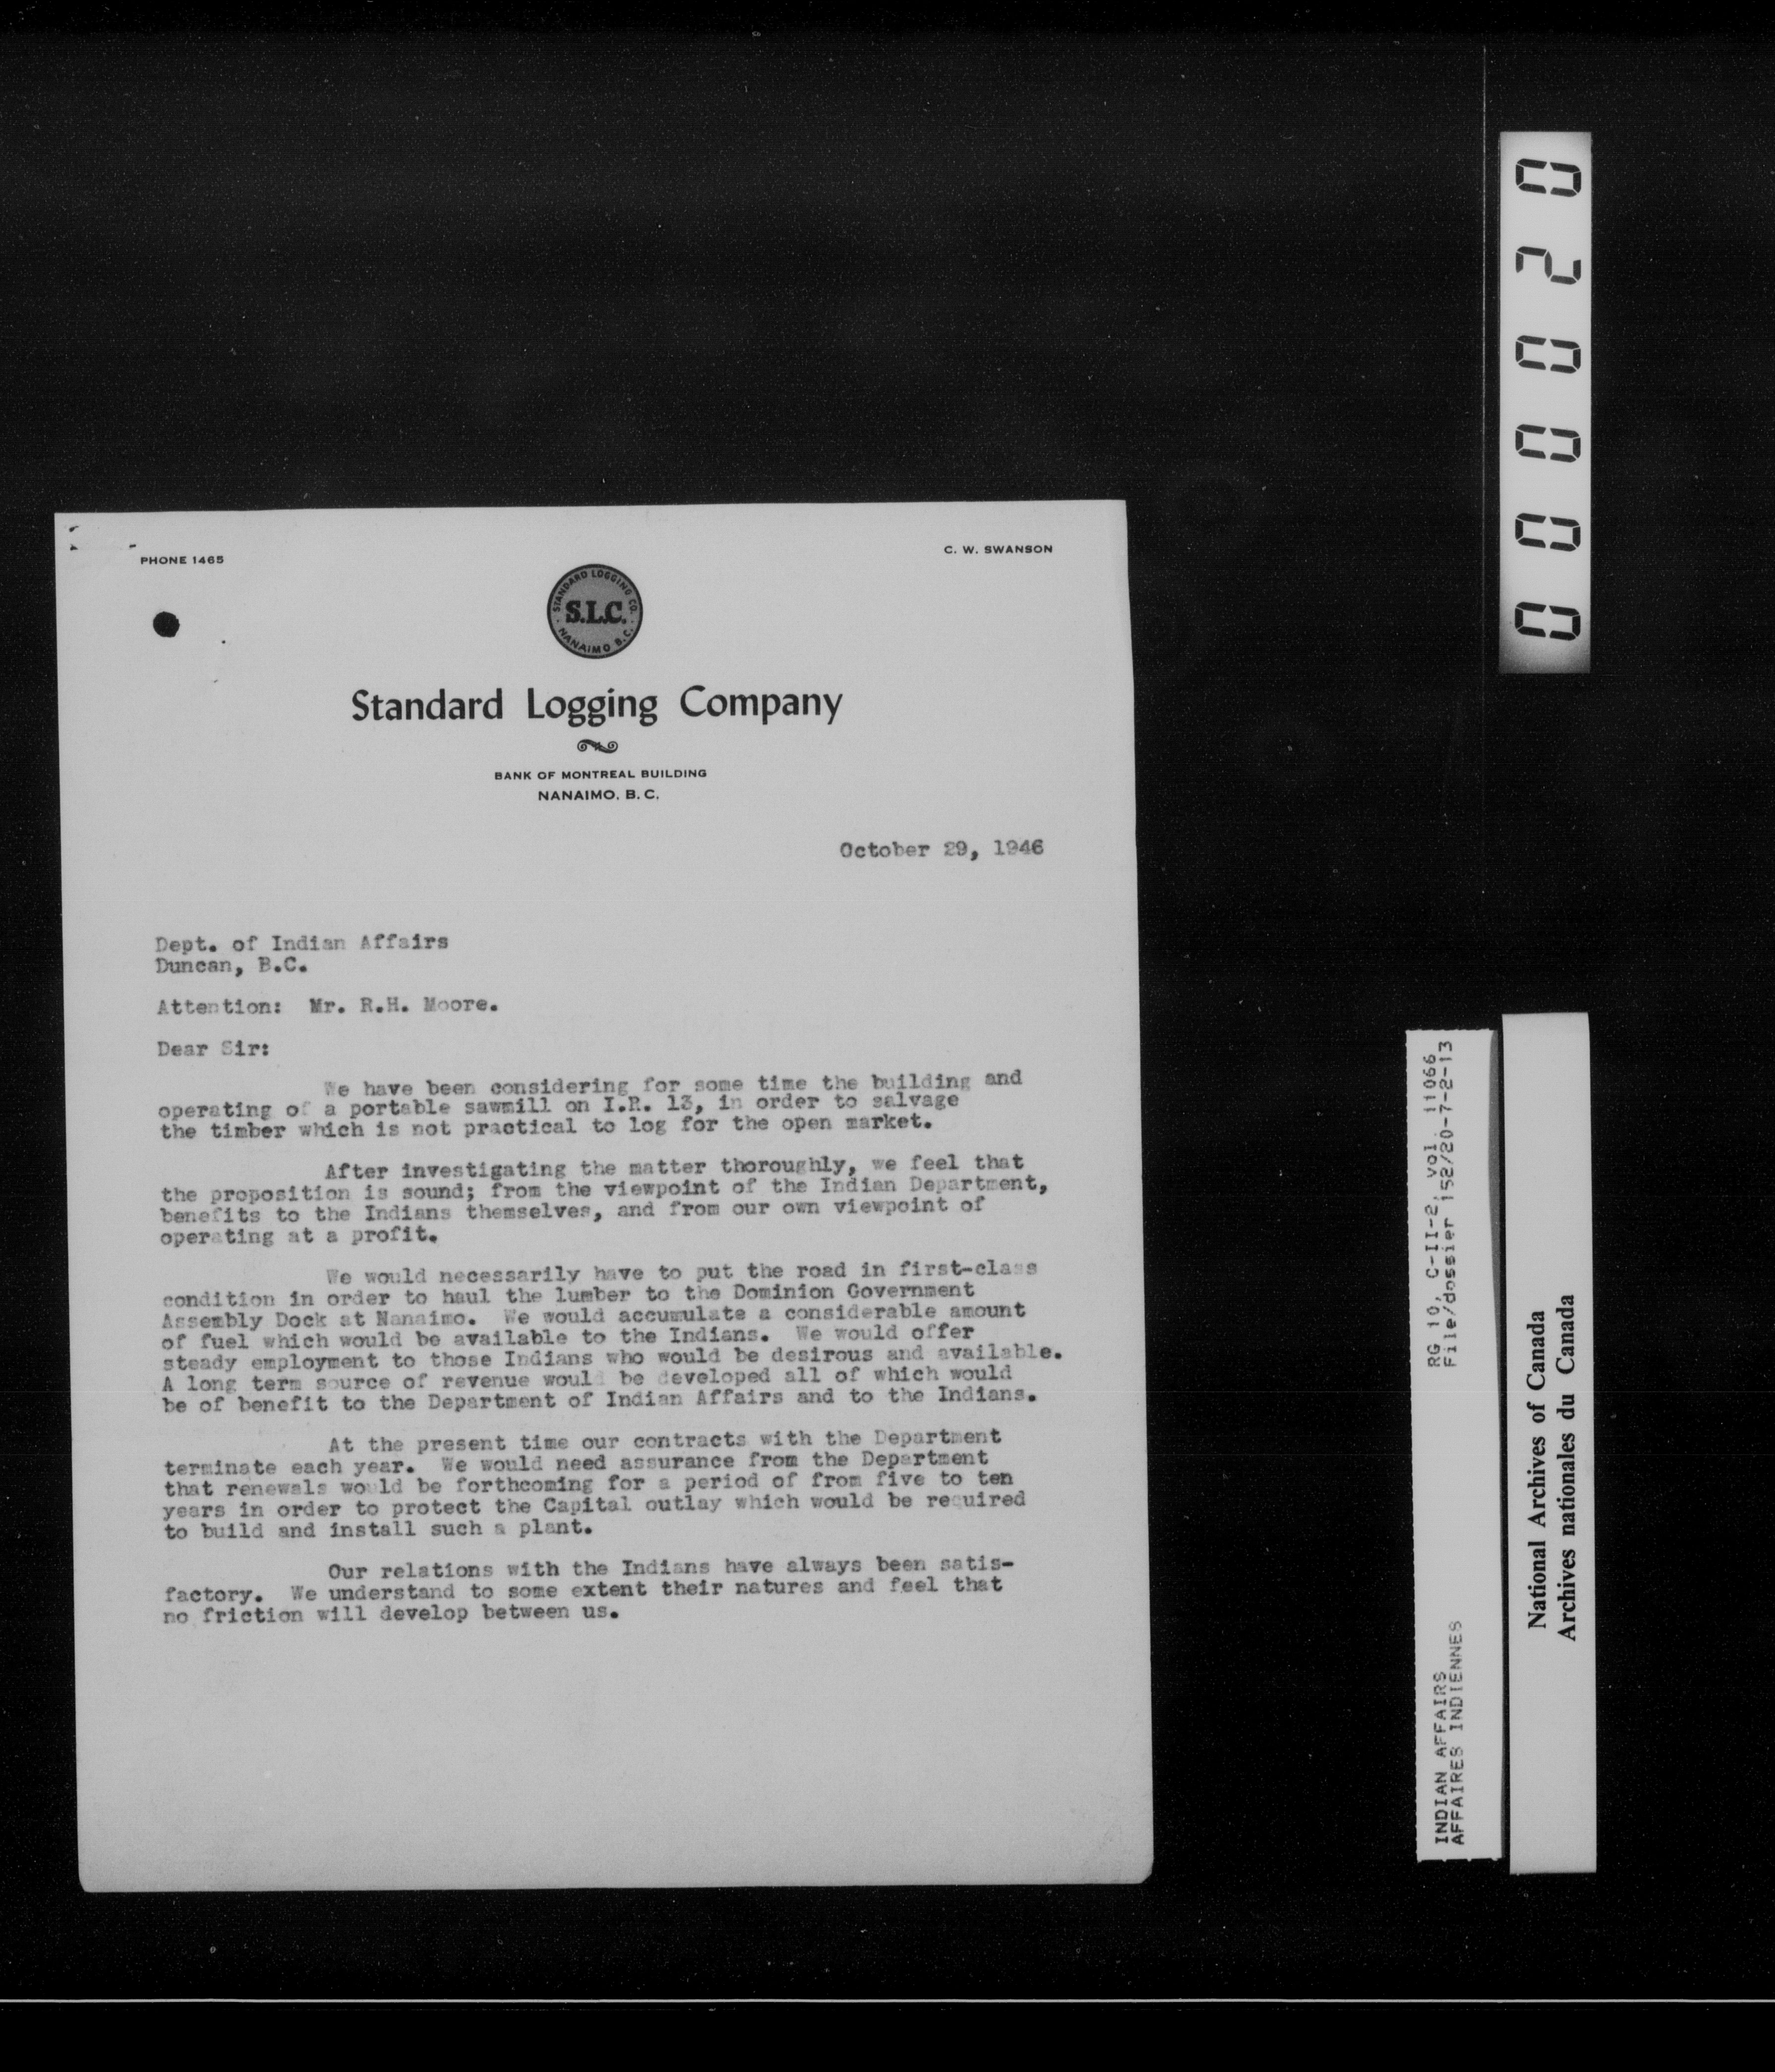 PHONE 1465
C. W. SWANSON
STANDARD LOGGING CO.
S.L.C.
NANAIMO B.C.
Standard Logging Company
BANK OF MONTREAL BUILDING
NANAIMO, B. C.
October 29, 1946
Dept. of Indian Affairs
Duncan, B.C.
Attention: Mr. R.H. Moore.
Dear Sir:
We have been considering for some time the building and
operating of a portable sawmill on I.R. 13, in order to salvage
the timber which is not practical to log for the open market.
After investigating the matter thoroughly, we feel that
the proposition is sound; from the viewpoint of the Indian Department,
benefits to the Indians themselves, and from our own viewpoint of
operating at a profit.
We would necessarily have to put the road in first-class
condition in order to haul the lumber to the Dominion Government
Assembly Dock at Nanaimo. We would accumulate a considerable amount
of fuel which would be available to the Indians. We would offer
steady employment to those Indians who would be desirous and available.
A long term source of revenue would be developed all of which would
be of benefit to the Department of Indian Affairs and to the Indians.
At the present time our contracts with the Department
terminate each year. We would need assurance from the Department
that renewals would be forthcoming for a period of from five to ten
years in order to protect the Capital outlay which would be required
to build and install such a plant.
Our relations with the Indians have always been satis-
factory. We understand to some extent their natures and feel that
no friction will develop between us.
000020
INDIAN AFFAIRS RG 10, C-II-2, vol. 11066
AFFAIRES INDIENNES File/dossier 152/20-7-2-13
National Archives of Canada
Archives nationales du Canada